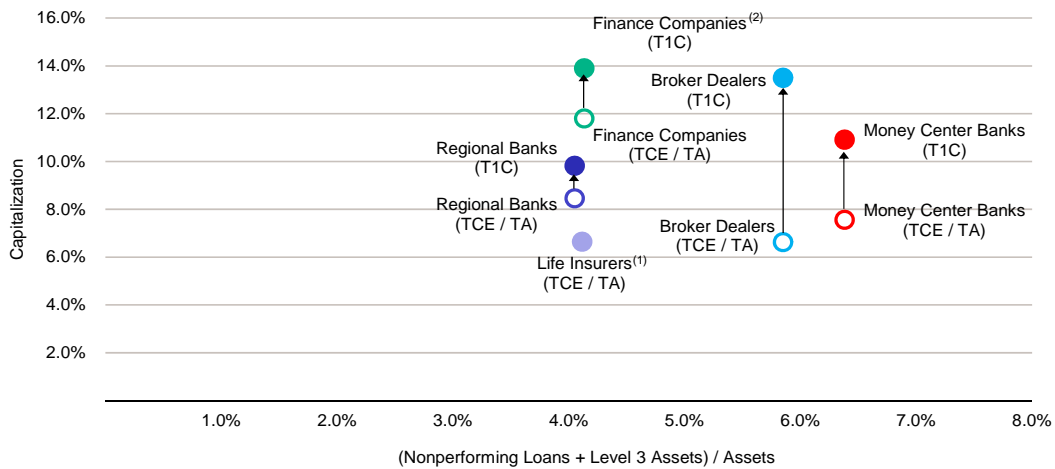 16.0%
14.0%
12.0%
10.0%
8.0%
6.0%
4.0%
2.0%
Capitalization
Finance Companies(2)
(T1C)
Broker Dealers
(T1C)
Finance Companies
(TCE / TA)
Regional Banks
(T1C)
Money Center Banks
(T1C)
Regional Banks
(TCE / TA)
Broker Dealers
(TCE / TA)
Money Center Banks
(TCE / TA)
Life Insurers(1)
(TCE / TA)
1.0% 2.0% 3.0% 4.0% 5.0% 6.0% 7.0% 8.0%
(Nonperforming Loans + Level 3 Assets) / Assets